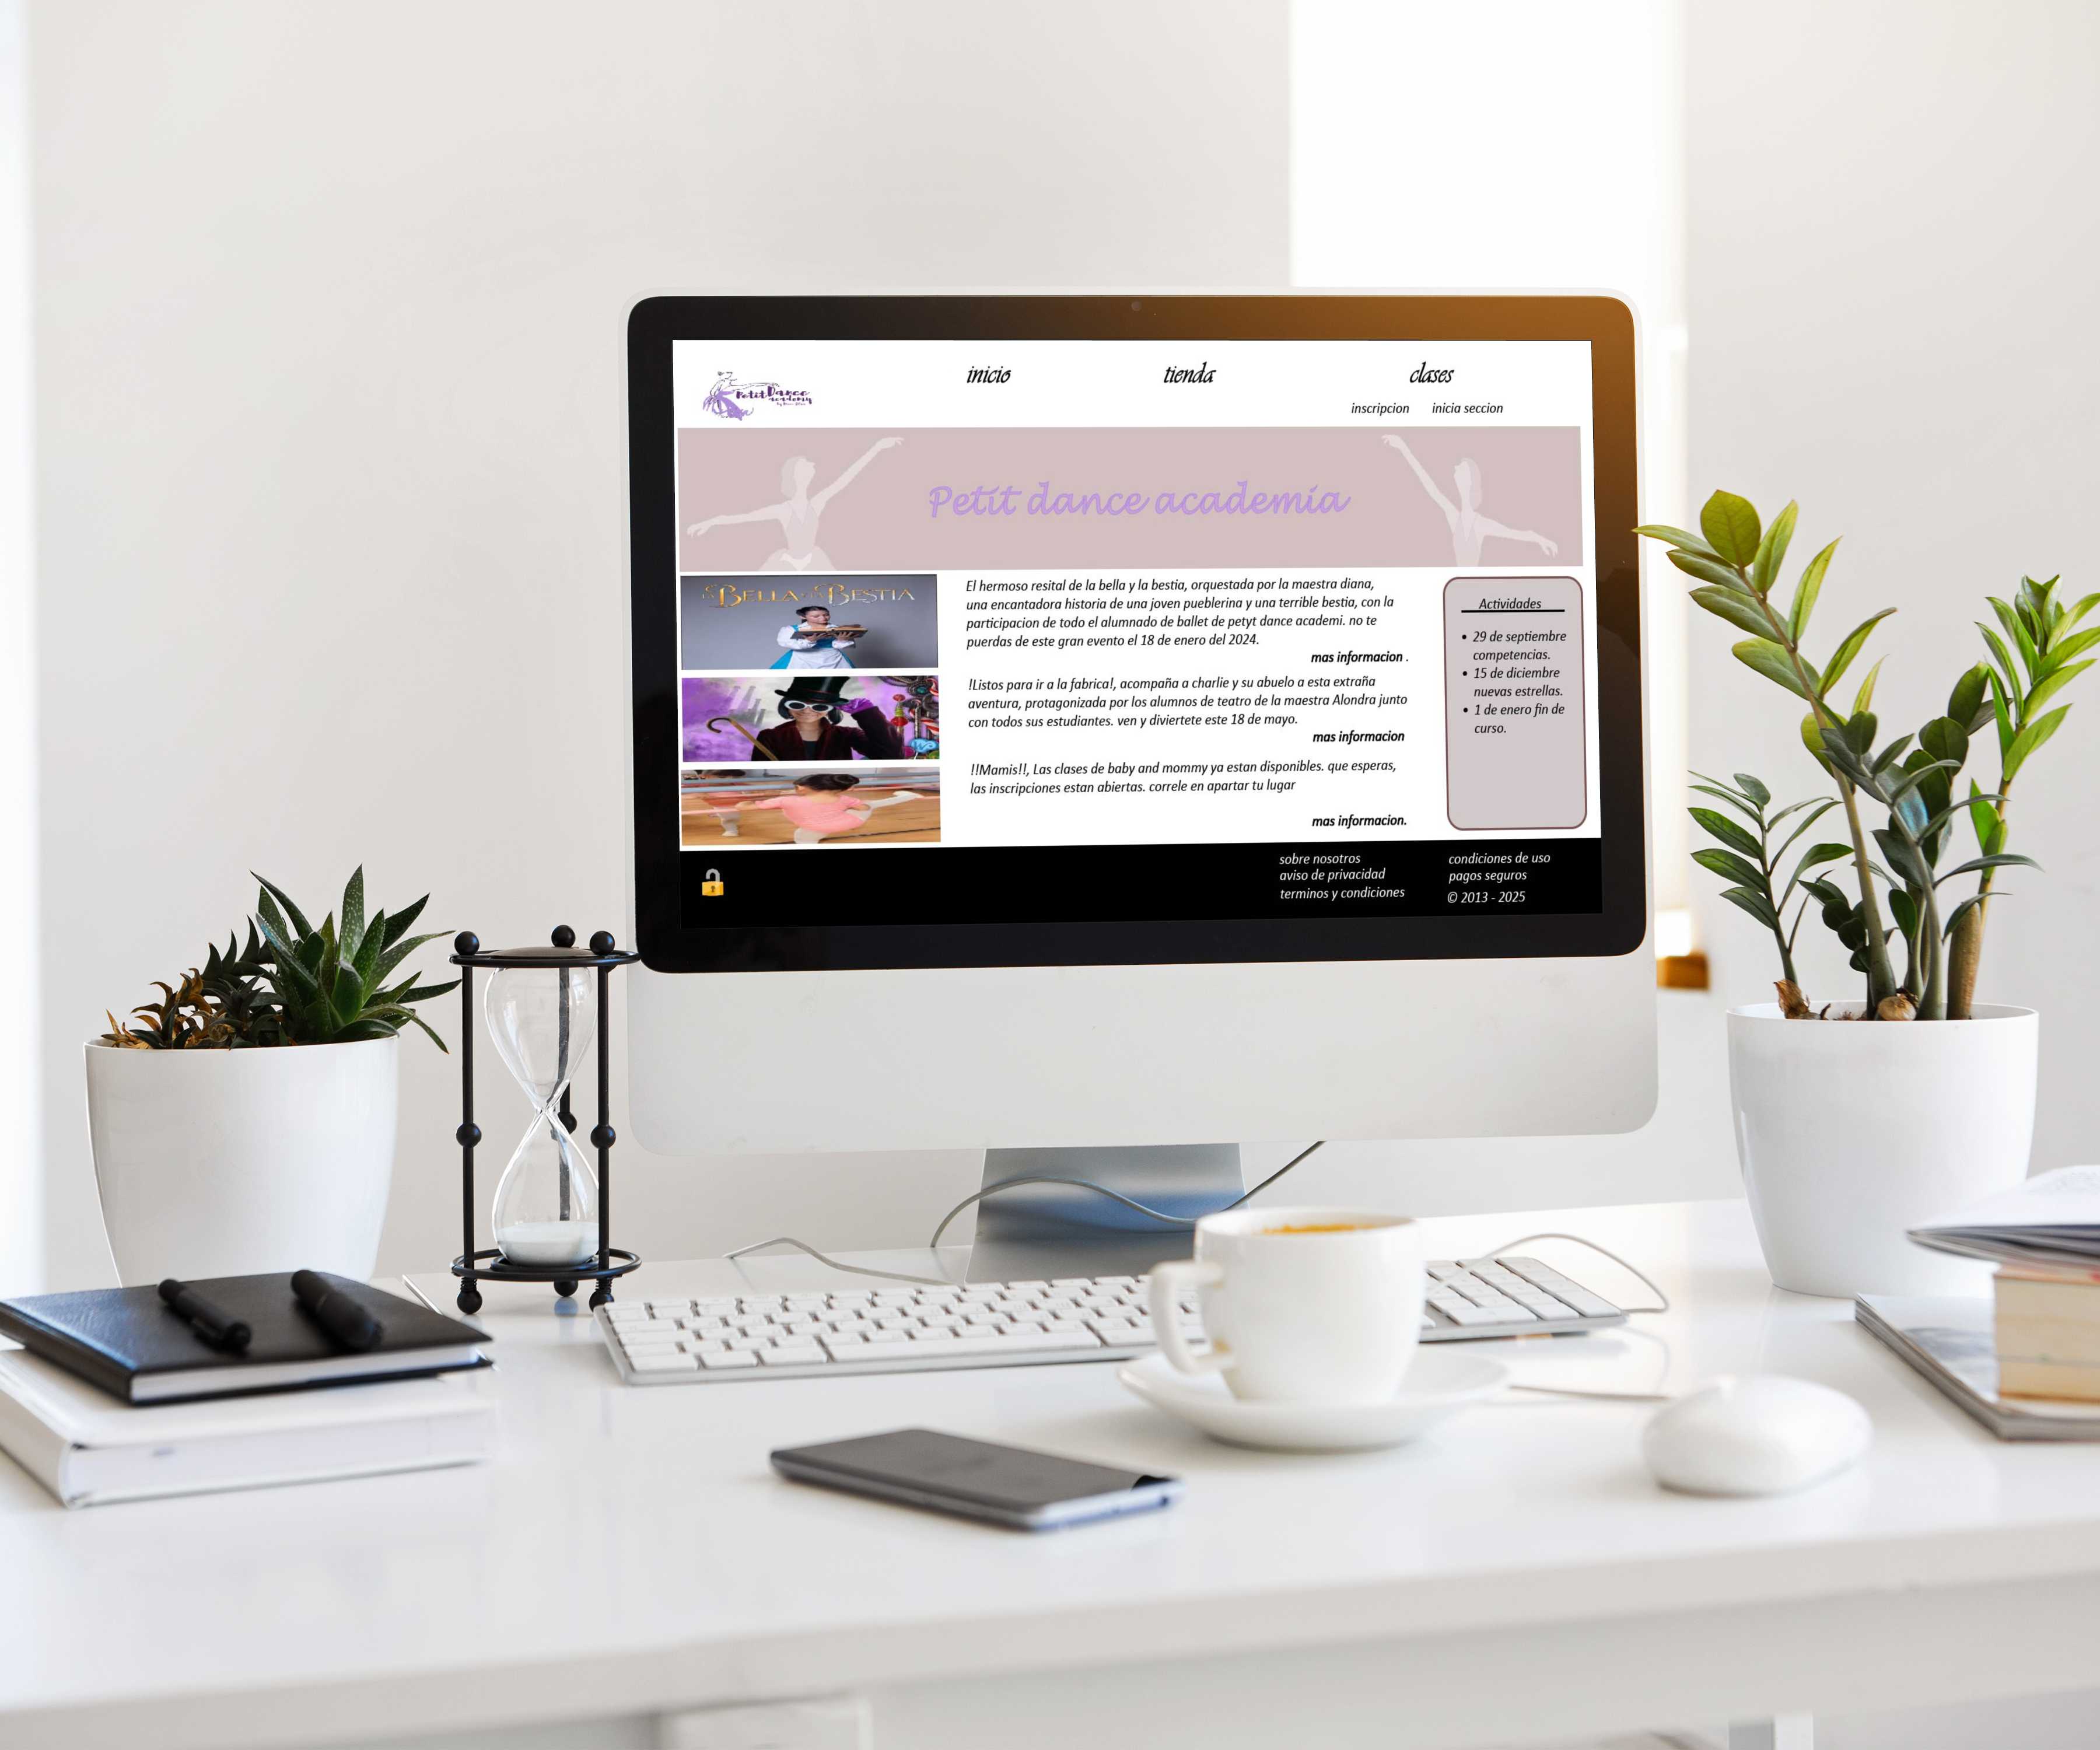 inicio
tienda
clases
Petit Dance
academy
inscripcion
inicia seccion
Petit dance academia
La BELLA y la BESTIA
El hermoso resital de la bella y la bestia, orquestada por la maestra diana,
una encantadora historia de una joven pueblerina y una terrible bestia, con la
participacion de todo el alumnado de ballet de petyt dance academi. no te
puerdas de este gran evento el 18 de enero del 2024.
mas informacion .
!Listos para ir a la fabrica!, acompaña a charlie y su abuelo a esta extraña
aventura, protagonizada por los alumnos de teatro de la maestra Alondra junto
con todos sus estudiantes. ven y diviertete este 18 de mayo.
mas informacion
!!Mamis!!, Las clases de baby and mommy ya estan disponibles. que esperas,
las inscripciones estan abiertas. correle en apartar tu lugar
mas informacion.
Actividades
• 29 de septiembre
competencias.
• 15 de diciembre
nuevas estrellas.
• 1 de enero fin de
curso.
sobre nosotros
aviso de privacidad
terminos y condiciones
condiciones de uso
pagos seguros
© 2013 - 2025